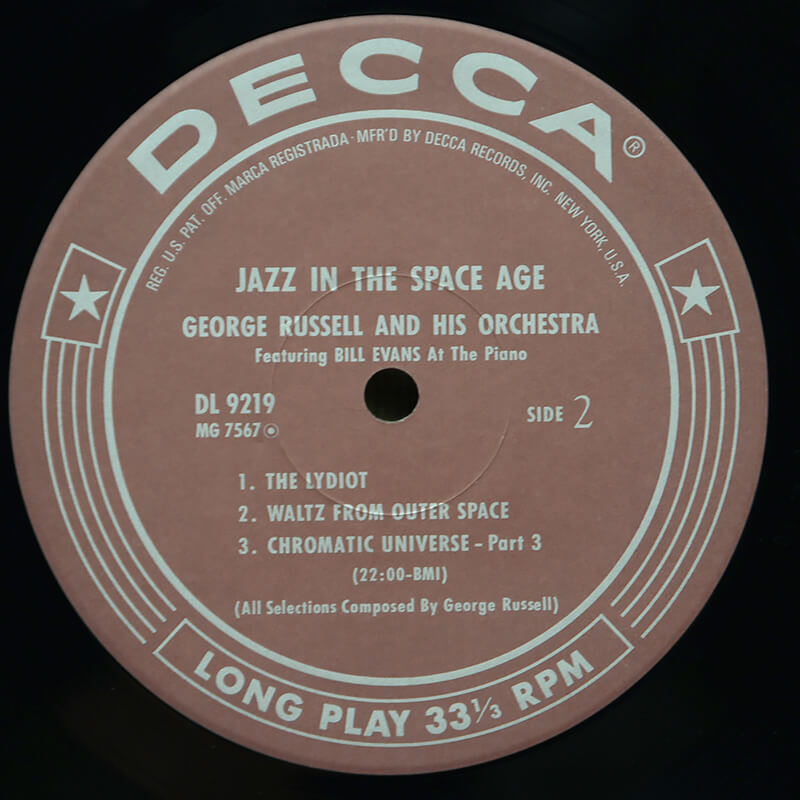 DECCA®
REG. U.S. PAT. OFF. MARCA REGISTRADA · MFR'D BY DECCA RECORDS, INC. NEW YORK, U.S.A.
JAZZ IN THE SPACE AGE
GEORGE RUSSELL AND HIS ORCHESTRA
Featuring BILL EVANS At The Piano
DL 9219
MG 7567
SIDE 2
1. THE LYDIOT
2. WALTZ FROM OUTER SPACE
3. CHROMATIC UNIVERSE - Part 3
(22:00-BMI)
(All Selections Composed By George Russell)
LONG PLAY 33⅓ RPM